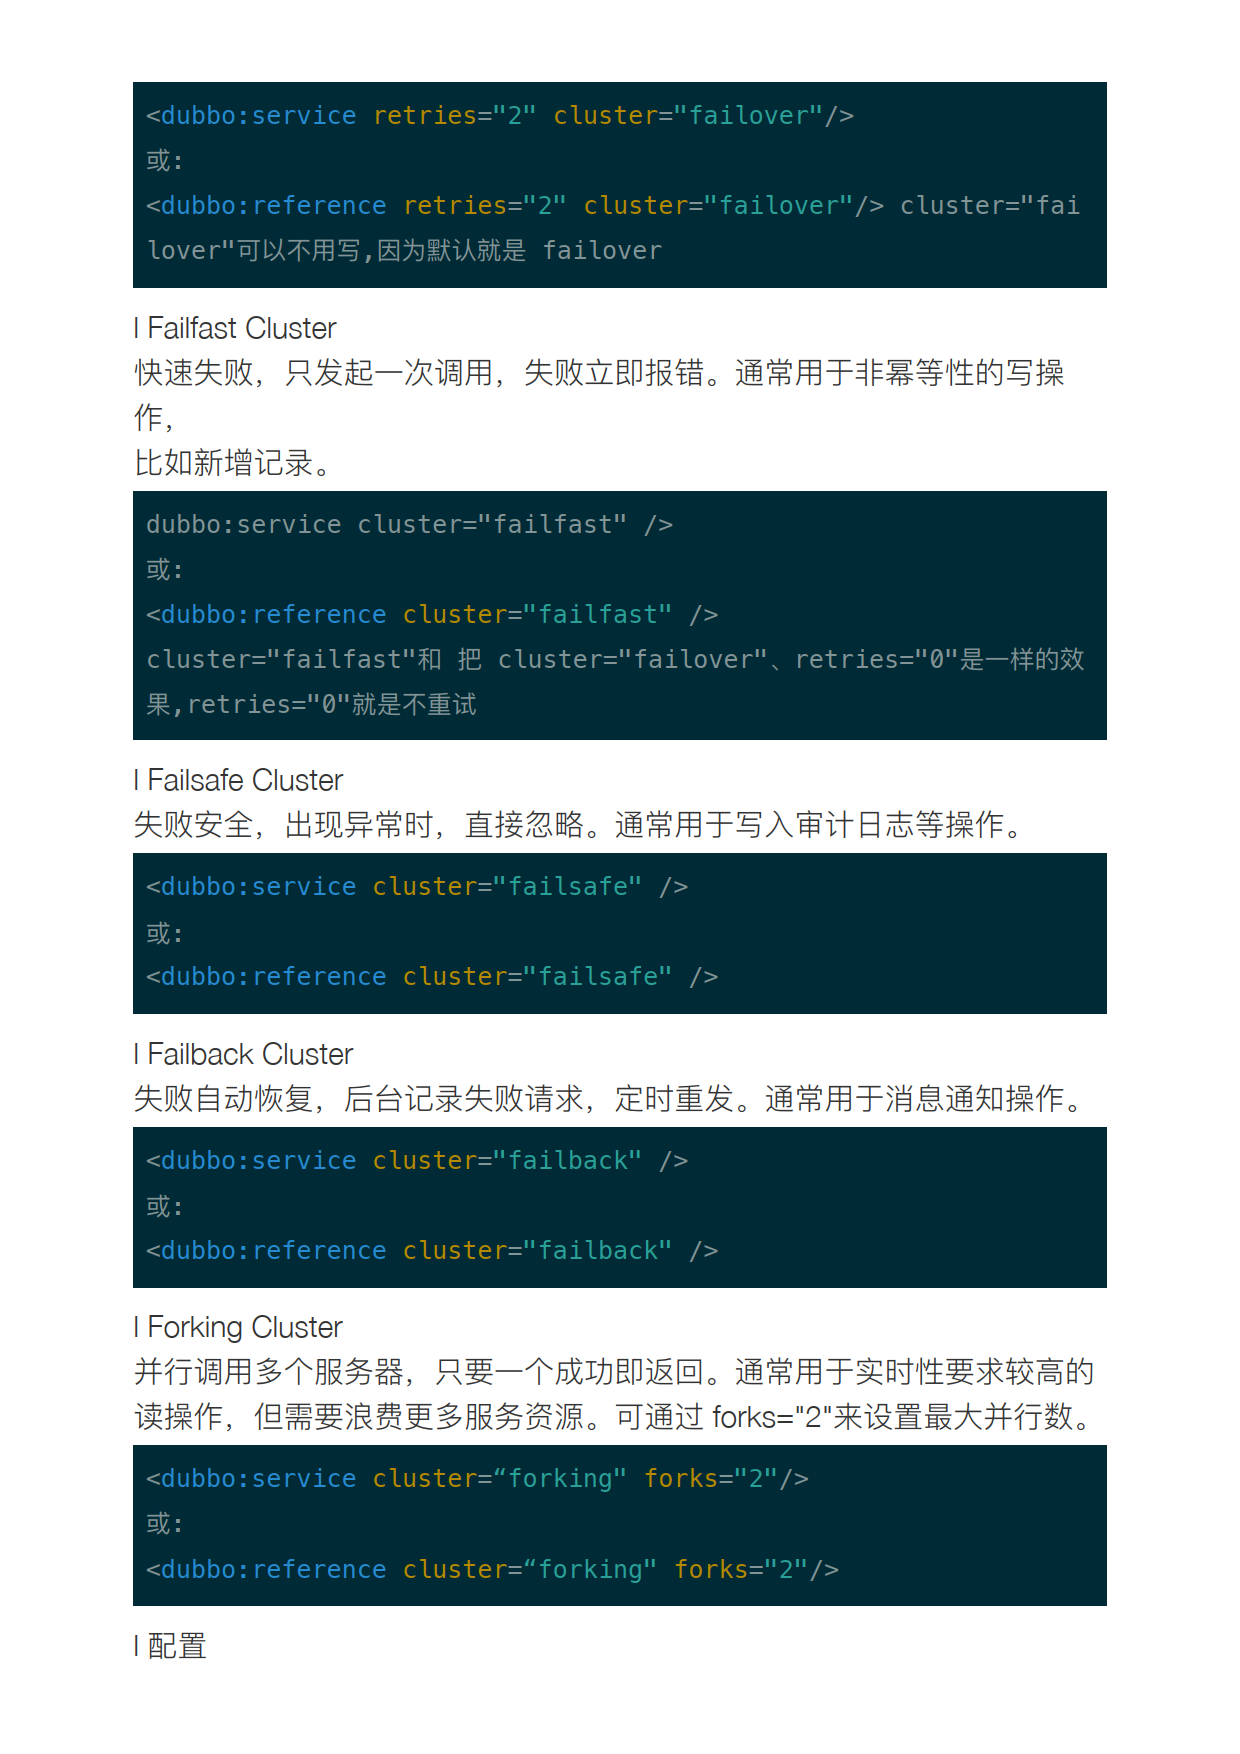 <dubbo:service retries="2" cluster="failover"/>
或:
<dubbo:reference retries="2" cluster="failover"/> cluster="fai
lover"可以不用写,因为默认就是 failover
l Failfast Cluster
快速失败，只发起一次调用，失败立即报错。通常用于非幂等性的写操
作，
比如新增记录。
dubbo:service cluster="failfast" />
或:
<dubbo:reference cluster="failfast" />
cluster="failfast"和 把 cluster="failover"、retries="0"是一样的效
果,retries="0"就是不重试
l Failsafe Cluster
失败安全，出现异常时，直接忽略。通常用于写入审计日志等操作。
<dubbo:service cluster="failsafe" />
或:
<dubbo:reference cluster="failsafe" />
l Failback Cluster
失败自动恢复，后台记录失败请求，定时重发。通常用于消息通知操作。
<dubbo:service cluster="failback" />
或:
<dubbo:reference cluster="failback" />
l Forking Cluster
并行调用多个服务器，只要一个成功即返回。通常用于实时性要求较高的
读操作，但需要浪费更多服务资源。可通过 forks="2"来设置最大并行数。
<dubbo:service cluster=“forking" forks="2"/>
或:
<dubbo:reference cluster=“forking" forks="2"/>
l 配置